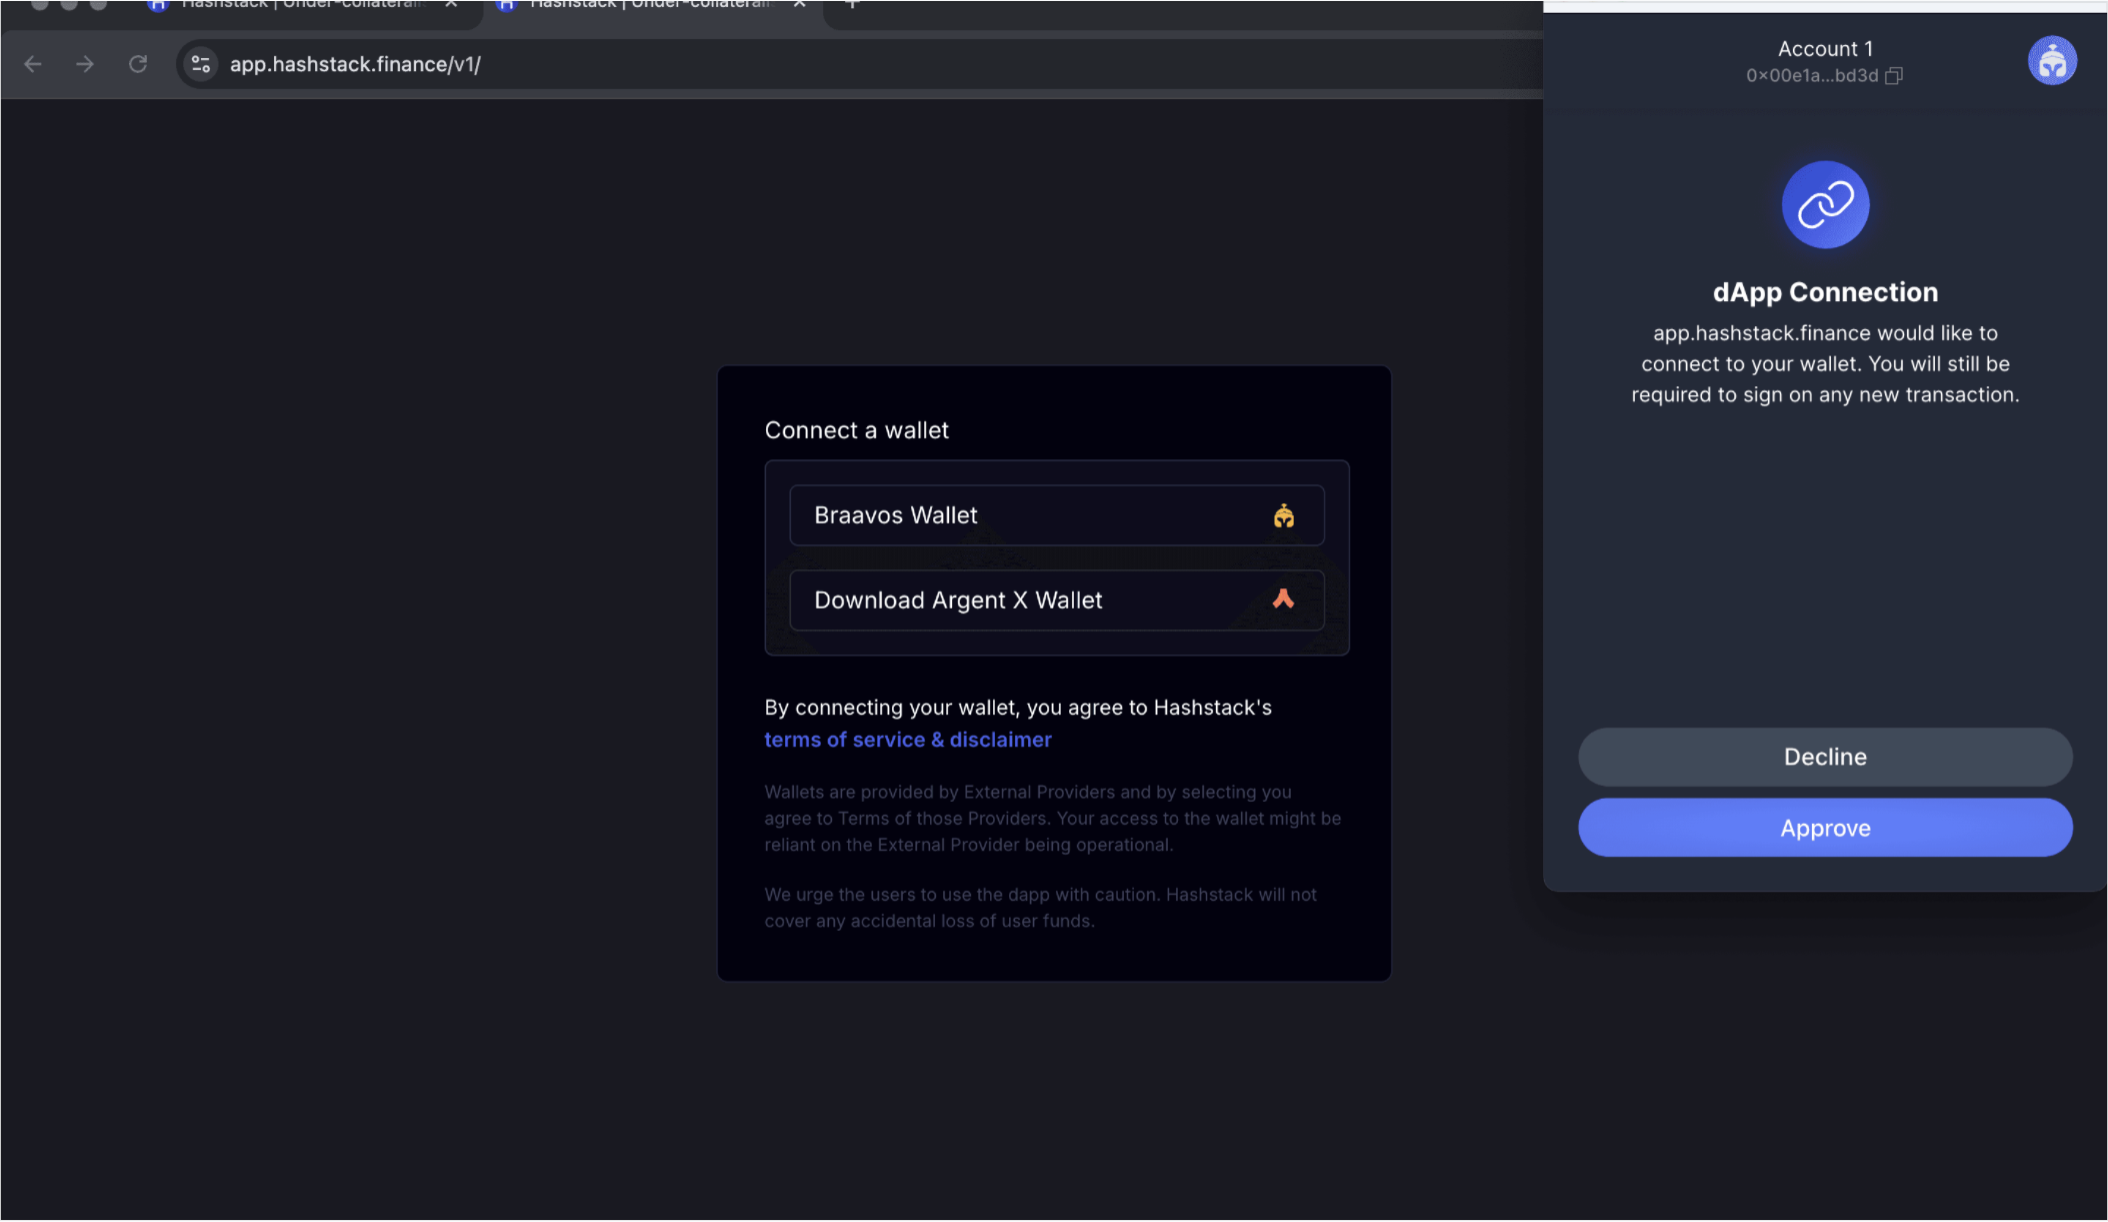 Hashstack | Under-collaterali
Hashstack | Under-collaterali
app.hashstack.finance/v1/
Account 1
0×00e1a...bd3d
dApp Connection
app.hashstack.finance would like to
connect to your wallet. You will still be
required to sign on any new transaction.
Decline
Approve
Connect a wallet
Braavos Wallet
Download Argent X Wallet
By connecting your wallet, you agree to Hashstack's
terms of service & disclaimer
Wallets are provided by External Providers and by selecting you
agree to Terms of those Providers. Your access to the wallet might be
reliant on the External Provider being operational.
We urge the users to use the dapp with caution. Hashstack will not
cover any accidental loss of user funds.